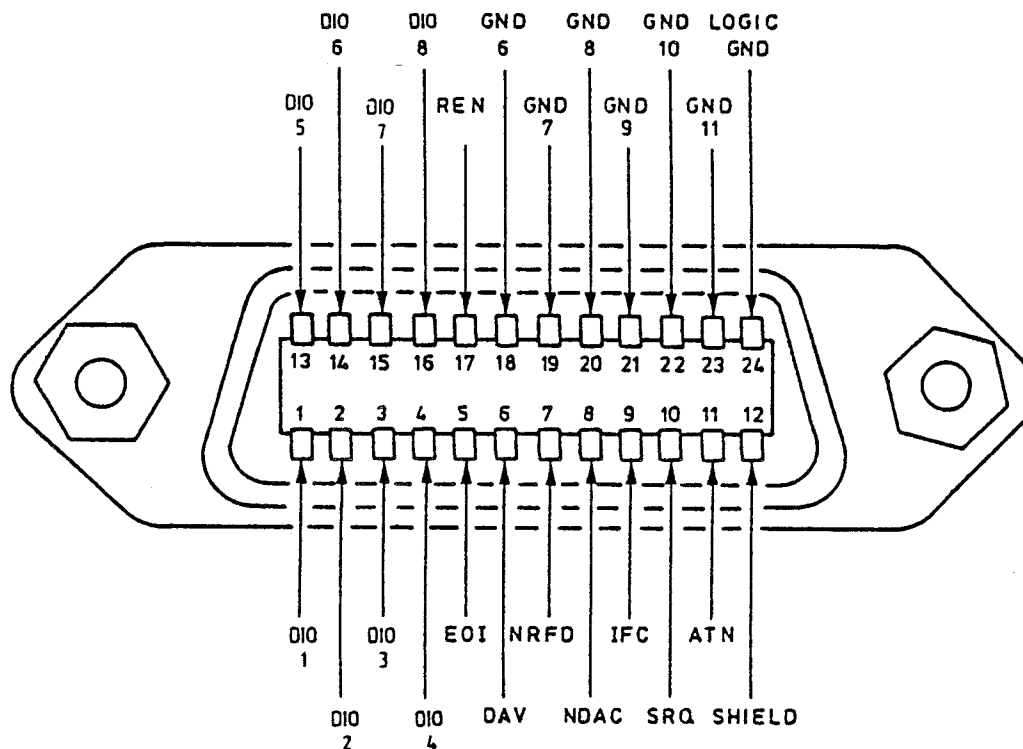 DIO DIO GND GND GND LOGIC
6 8 6 8 10 GND
DIO DIO REN GND GND GND
5 7 7 9 11
13 14 15 16 17 18 19 20 21 22 23 24
1 2 3 4 5 6 7 8 9 10 11 12
DIO DIO EOI NRFD IFC ATN
1 3
DIO DIO DAV NDAC SRQ SHIELD
2 4